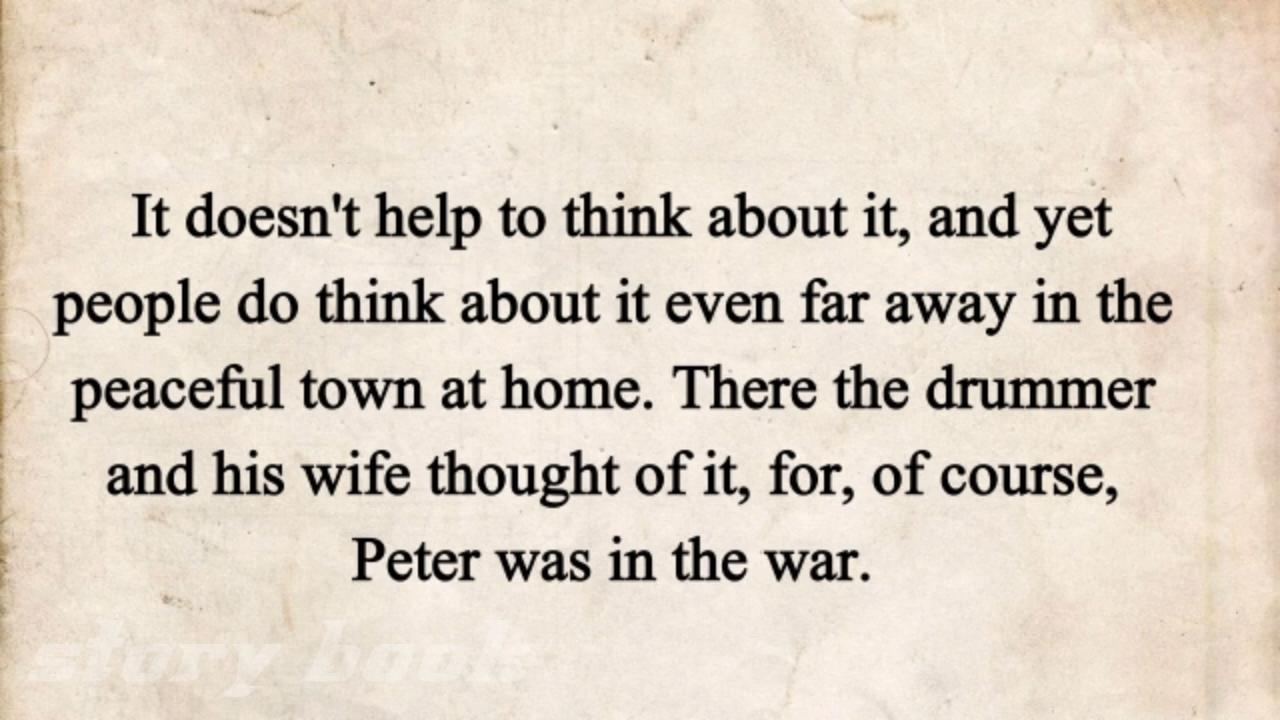 It doesn't help to think about it, and yet
people do think about it even far away in the
peaceful town at home. There the drummer
and his wife thought of it, for, of course,
Peter was in the war.
story book